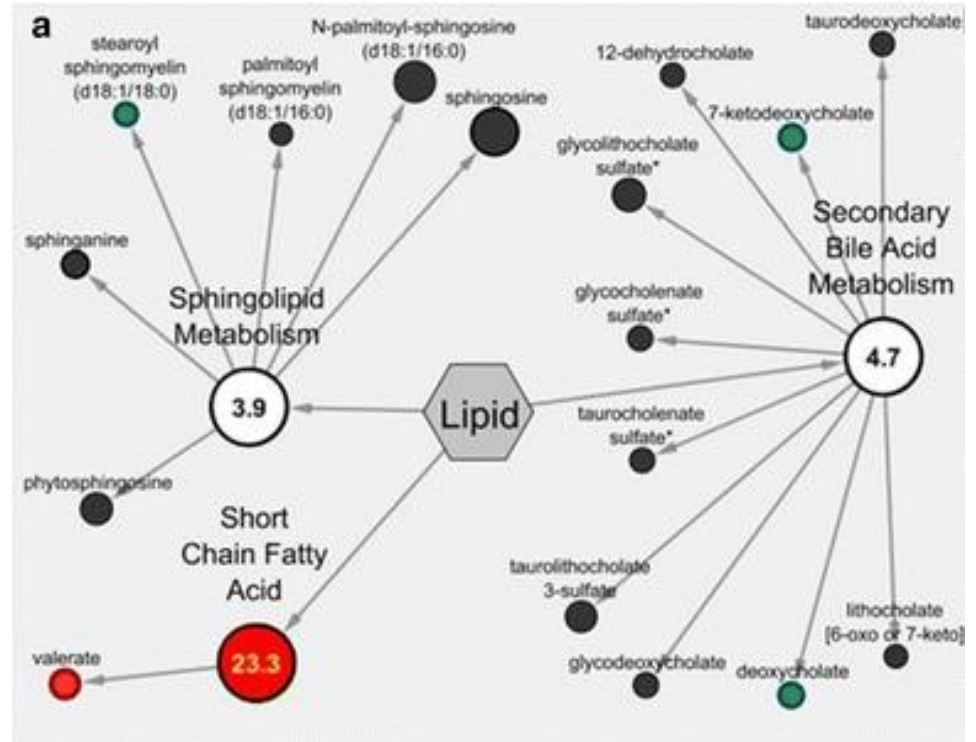 a
stearoyl
sphingomyelin
(d18:1/18:0)
palmitoyl
sphingomyelin
(d18:1/16:0)
N-palmitoyl-sphingosine
(d18:1/16:0)
sphingosine
sphinganine
Sphingolipid
Metabolism
3.9
phytosphingosine
Lipid
Short
Chain Fatty
Acid
23.3
valerate
taurodeoxycholate
12-dehydrocholate
7-ketodeoxycholate
glycolithocholate
sulfate*
Secondary
Bile Acid
Metabolism
glycocholenate
sulfate*
4.7
taurocholenate
sulfate*
taurolithocholate
3-sulfate
glycodeoxycholate
deoxycholate
lithocholate
[6-oxo or 7-keto]